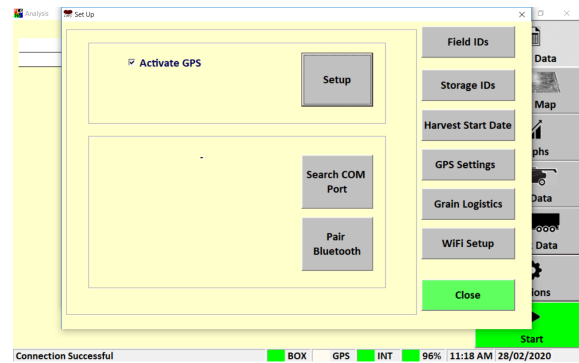 Analysis
Set Up
Activate GPS
Setup
Search COM
Port
Pair
Bluetooth
Field IDs
Storage IDs
Harvest Start Date
GPS Settings
Grain Logistics
WiFi Setup
Close
Data
Map
phs
Data
Data
ions
Start
Connection Successful
BOX GPS INT 96% 11:18 AM 28/02/2020